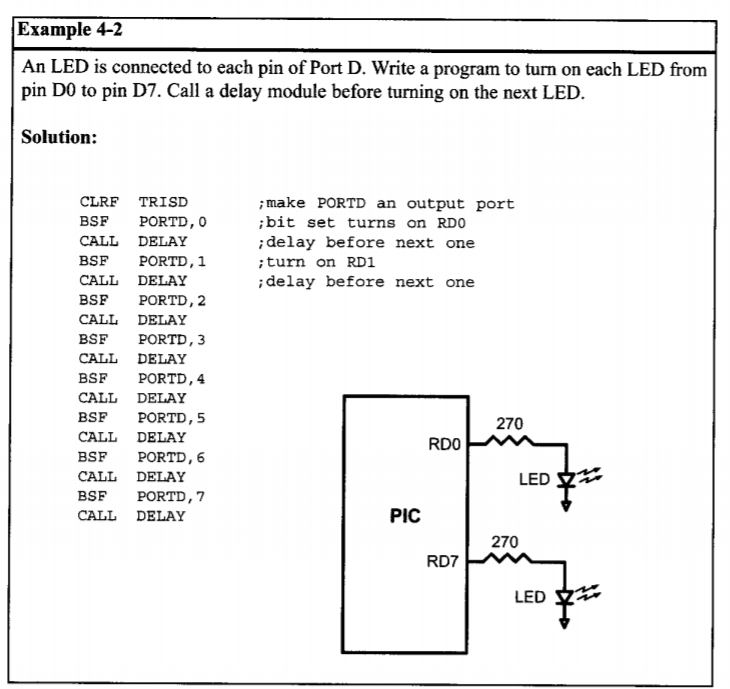 Example 4-2
An LED is connected to each pin of Port D. Write a program to turn on each LED from
pin D0 to pin D7. Call a delay module before turning on the next LED.
Solution:
CLRF TRISD ;make PORTD an output port
BSF PORTD,0 ;bit set turns on RD0
CALL DELAY ;delay before next one
BSF PORTD,1 ;turn on RD1
CALL DELAY ;delay before next one
BSF PORTD,2
CALL DELAY
BSF PORTD,3
CALL DELAY
BSF PORTD,4
CALL DELAY
BSF PORTD,5
CALL DELAY
BSF PORTD,6
CALL DELAY
BSF PORTD,7
CALL DELAY
270
RD0
LED
PIC
270
RD7
LED